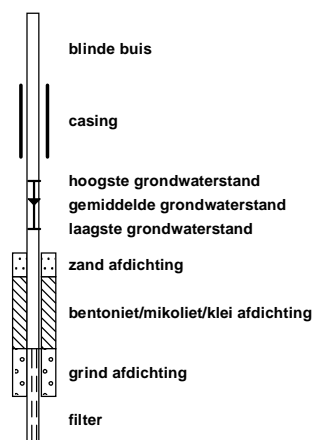 blinde buis
casing
hoogste grondwaterstand
gemiddelde grondwaterstand
laagste grondwaterstand
zand afdichting
bentoniet/mikoliet/klei afdichting
grind afdichting
filter